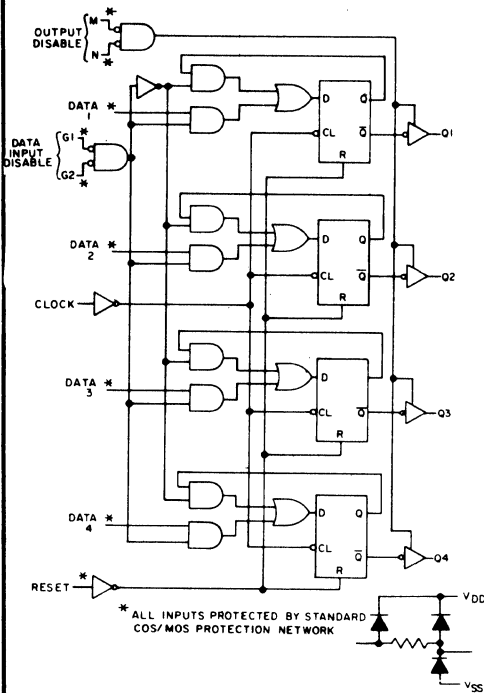 OUTPUT DISABLE { M *
N *
DATA 1 *
DATA INPUT DISABLE { G1 *
G2 *
D Q
CL Q̅
R
Q1
DATA 2 *
D Q
CL Q̅
R
Q2
CLOCK
DATA 3 *
D
CL Q̅
R
Q3
DATA 4 *
D Q
CL Q̅
R
Q4
RESET *
* ALL INPUTS PROTECTED BY STANDARD
COS/MOS PROTECTION NETWORK
VDD
VSS